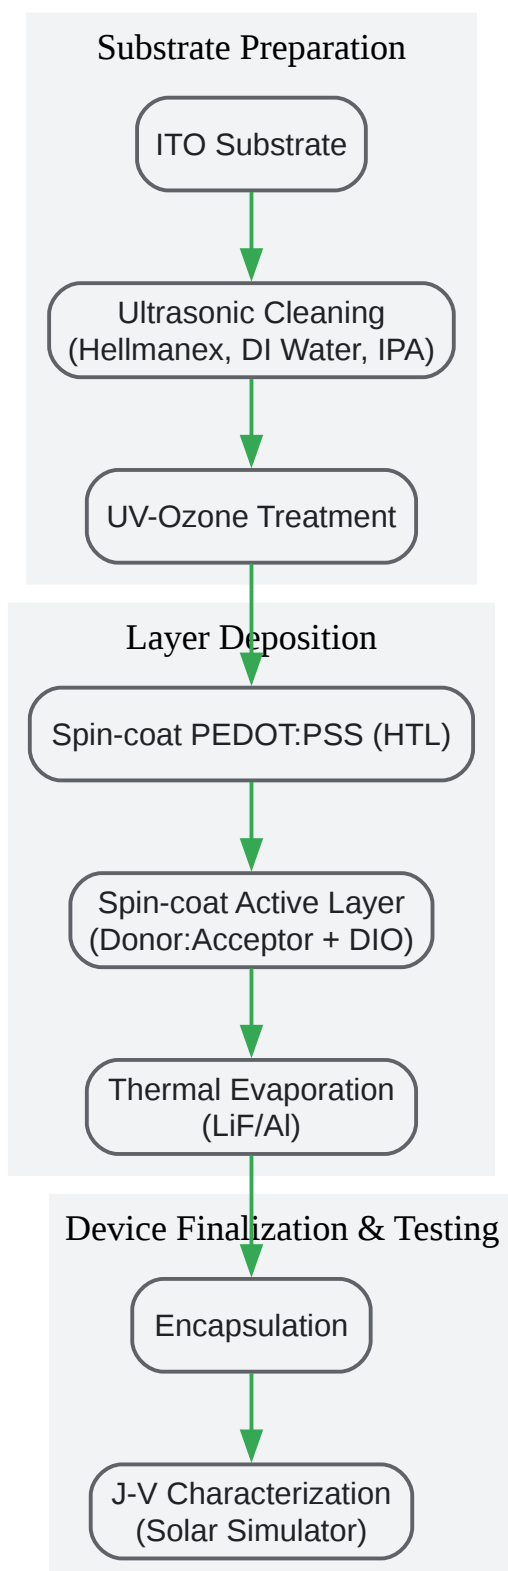 Substrate Preparation
ITO Substrate
Ultrasonic Cleaning
(Hellmanex, DI Water, IPA)
UV-Ozone Treatment
Layer Deposition
Spin-coat PEDOT:PSS (HTL)
Spin-coat Active Layer
(Donor:Acceptor + DIO)
Thermal Evaporation
(LiF/Al)
Device Finalization & Testing
Encapsulation
J-V Characterization
(Solar Simulator)